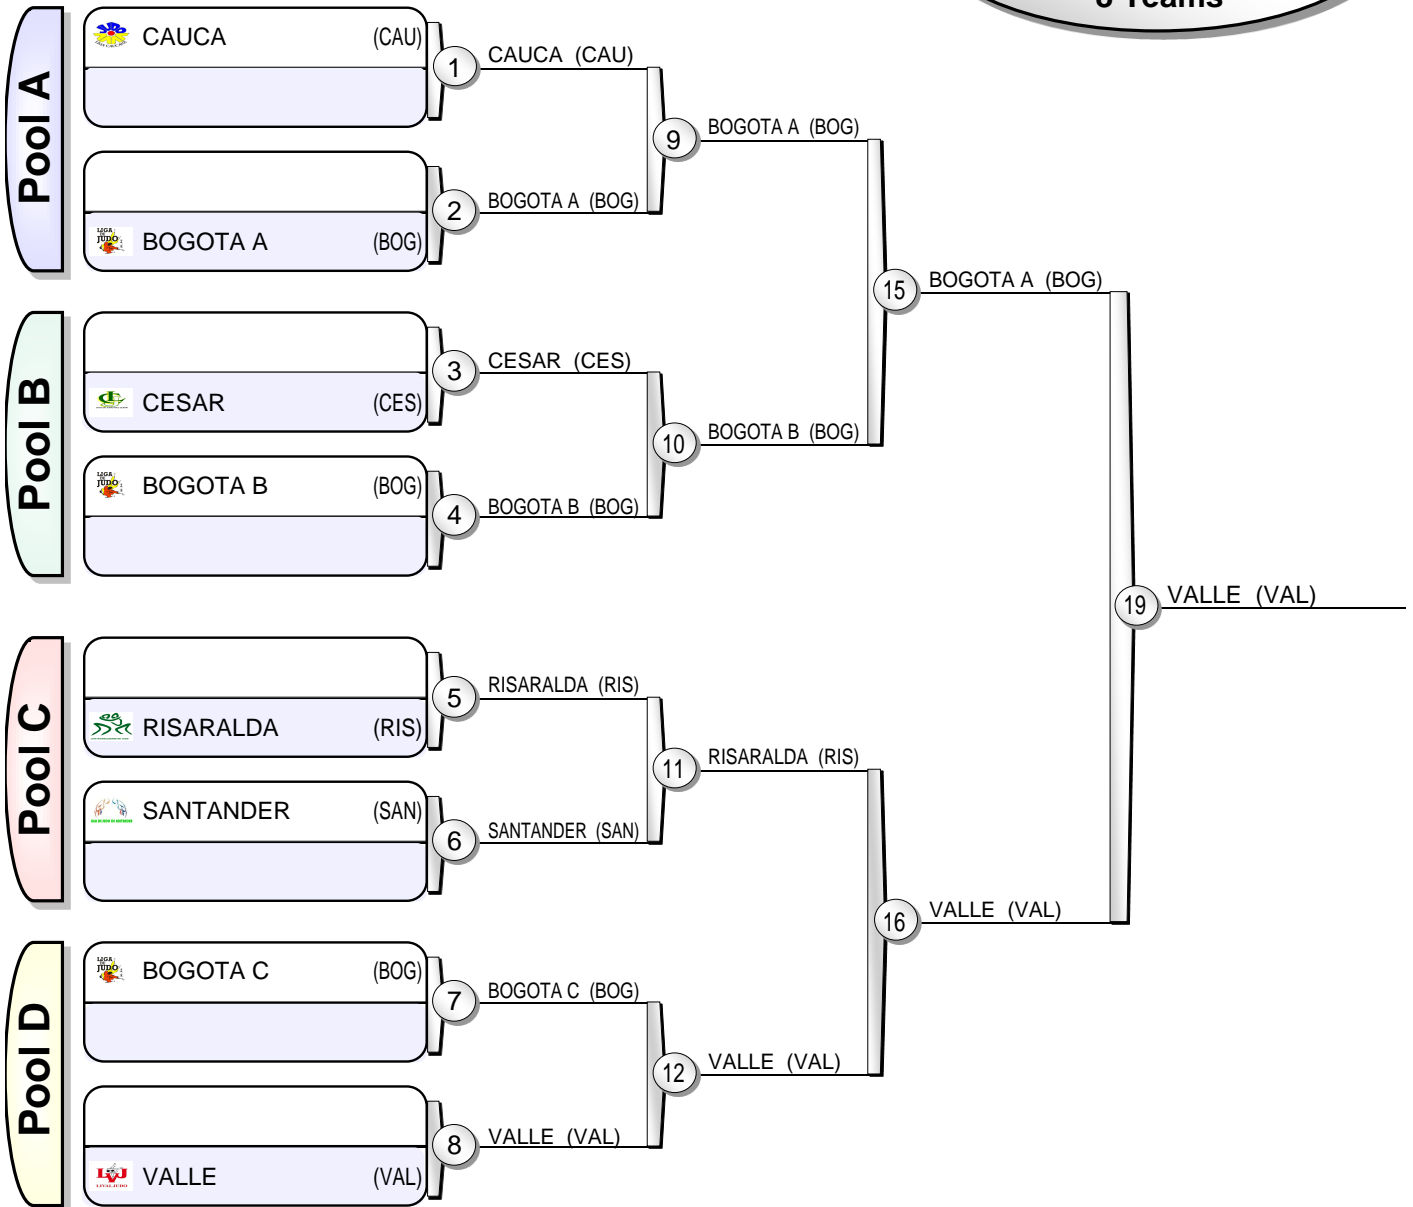 8 Teams
Pool A
CAUCA (CAU)
1
CAUCA (CAU)
9
BOGOTA A (BOG)
2
BOGOTA A (BOG)
BOGOTA A (BOG)
15
BOGOTA A (BOG)
Pool B
3
CESAR (CES)
CESAR (CES)
10
BOGOTA B (BOG)
BOGOTA B (BOG)
4
BOGOTA B (BOG)
19
VALLE (VAL)
Pool C
5
RISARALDA (RIS)
RISARALDA (RIS)
11
RISARALDA (RIS)
SANTANDER (SAN)
6
SANTANDER (SAN)
16
VALLE (VAL)
Pool D
BOGOTA C (BOG)
7
BOGOTA C (BOG)
12
VALLE (VAL)
8
VALLE (VAL)
VALLE (VAL)